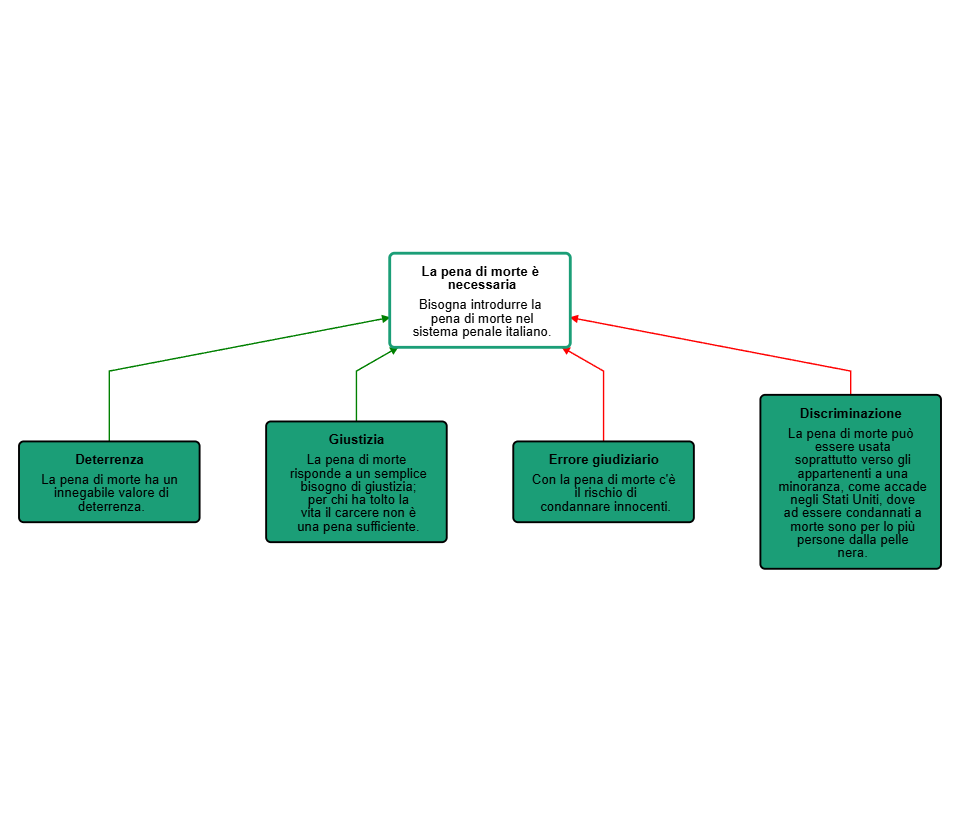 La pena di morte è
necessaria
Bisogna introdurre la
pena di morte nel
sistema penale italiano.
Deterrenza
La pena di morte ha un
innegabile valore di
deterrenza.
Giustizia
La pena di morte
risponde a un semplice
bisogno di giustizia;
per chi ha tolto la
vita il carcere non è
una pena sufficiente.
Errore giudiziario
Con la pena di morte c'è
il rischio di
condannare innocenti.
Discriminazione
La pena di morte può
essere usata
soprattutto verso gli
appartenenti a una
minoranza, come accade
negli Stati Uniti, dove
ad essere condannati a
morte sono per lo più
persone dalla pelle
nera.